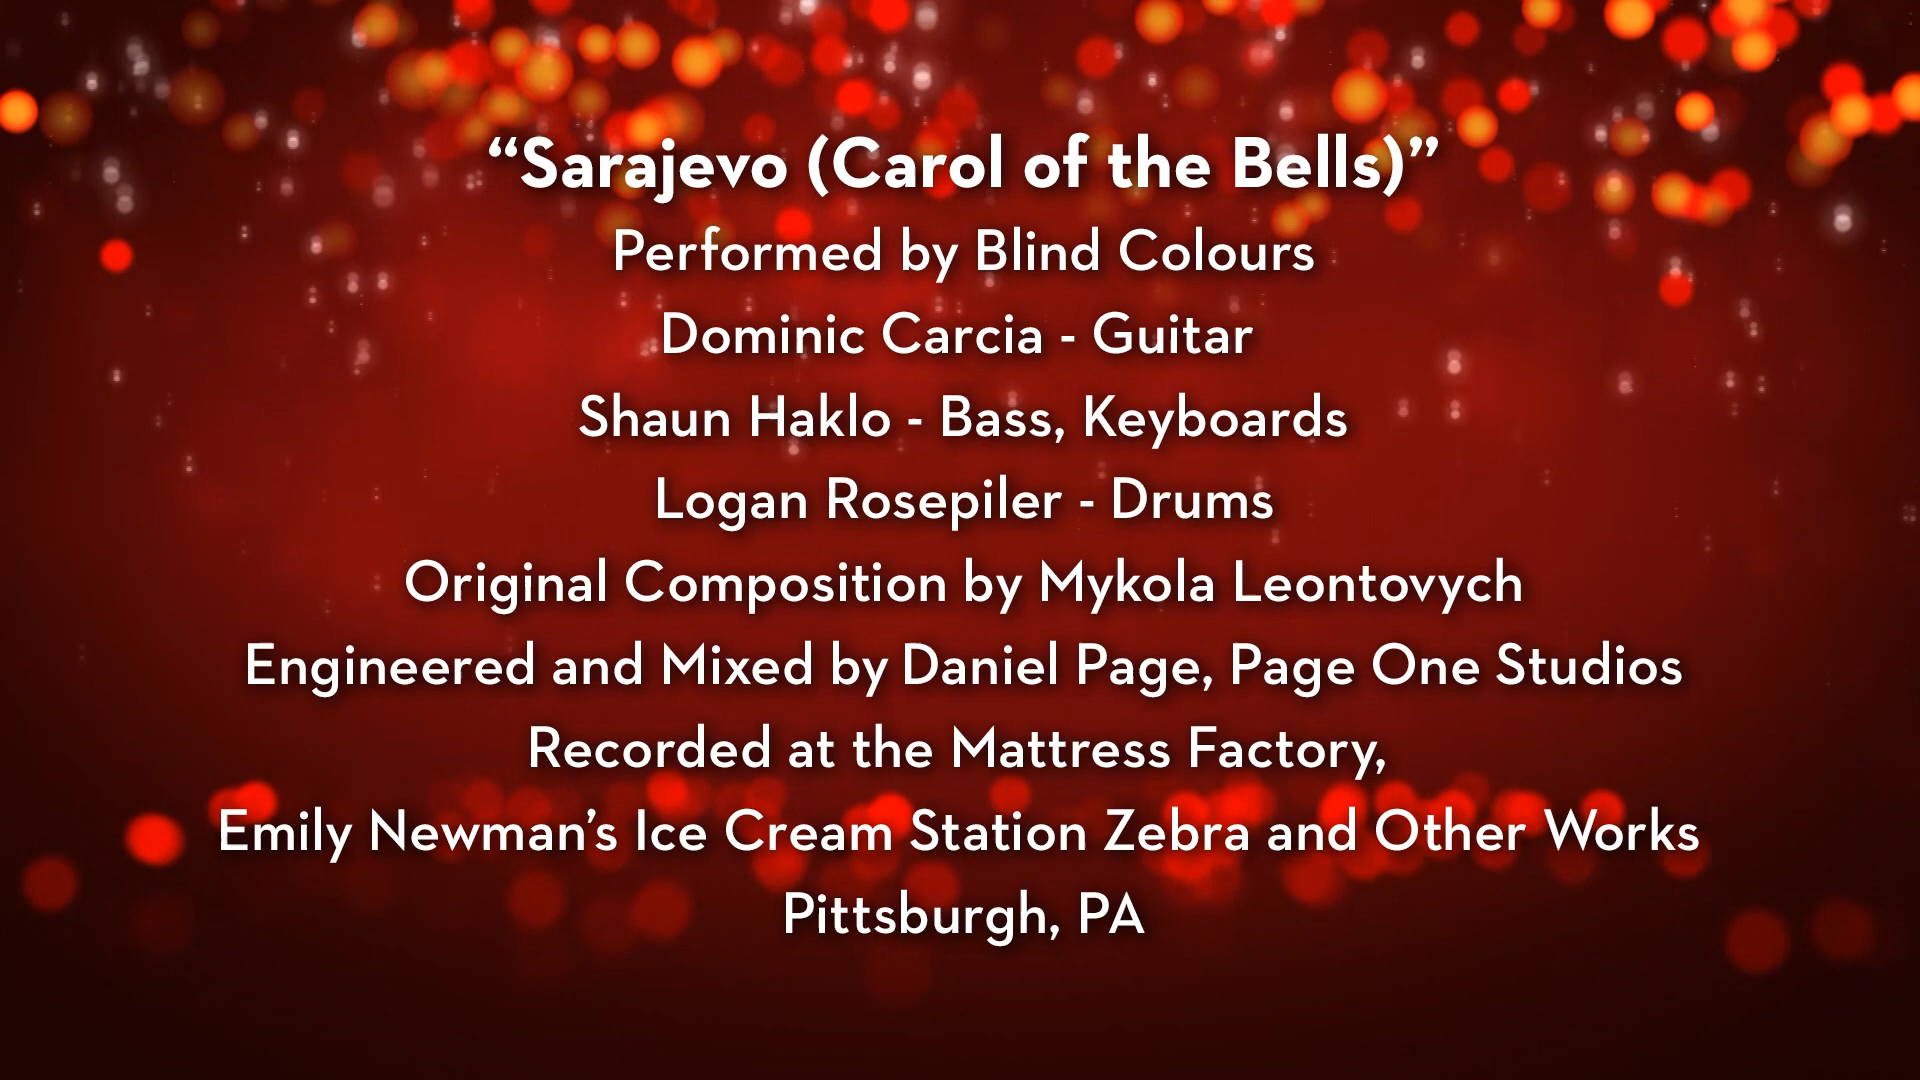 “Sarajevo (Carol of the Bells)”
Performed by Blind Colours
Dominic Carcia - Guitar
Shaun Haklo - Bass, Keyboards
Logan Rosepiler - Drums
Original Composition by Mykola Leontovych
Engineered and Mixed by Daniel Page, Page One Studios
Recorded at the Mattress Factory,
Emily Newman’s Ice Cream Station Zebra and Other Works
Pittsburgh, PA